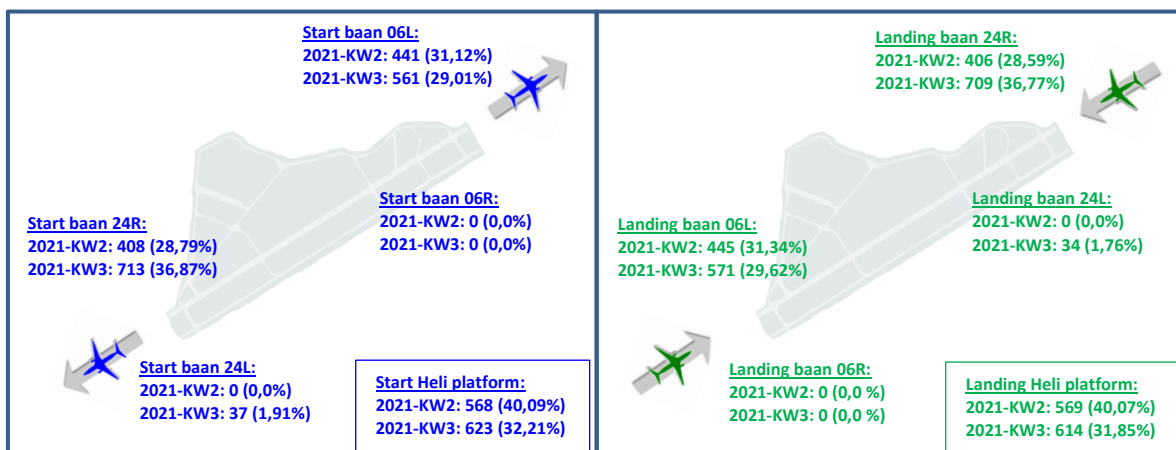 Start baan 06L:
2021-KW2: 441 (31,12%)
2021-KW3: 561 (29,01%)
Start baan 06R:
2021-KW2: 0 (0,0%)
2021-KW3: 0 (0,0%)
Start baan 24R:
2021-KW2: 408 (28,79%)
2021-KW3: 713 (36,87%)
Start baan 24L:
2021-KW2: 0 (0,0%)
2021-KW3: 37 (1,91%)
Start Heli platform:
2021-KW2: 568 (40,09%)
2021-KW3: 623 (32,21%)
Landing baan 24R:
2021-KW2: 406 (28,59%)
2021-KW3: 709 (36,77%)
Landing baan 24L:
2021-KW2: 0 (0,0%)
2021-KW3: 34 (1,76%)
Landing baan 06L:
2021-KW2: 445 (31,34%)
2021-KW3: 571 (29,62%)
Landing baan 06R:
2021-KW2: 0 (0,0 %)
2021-KW3: 0 (0,0 %)
Landing Heli platform:
2021-KW2: 569 (40,07%)
2021-KW3: 614 (31,85%)